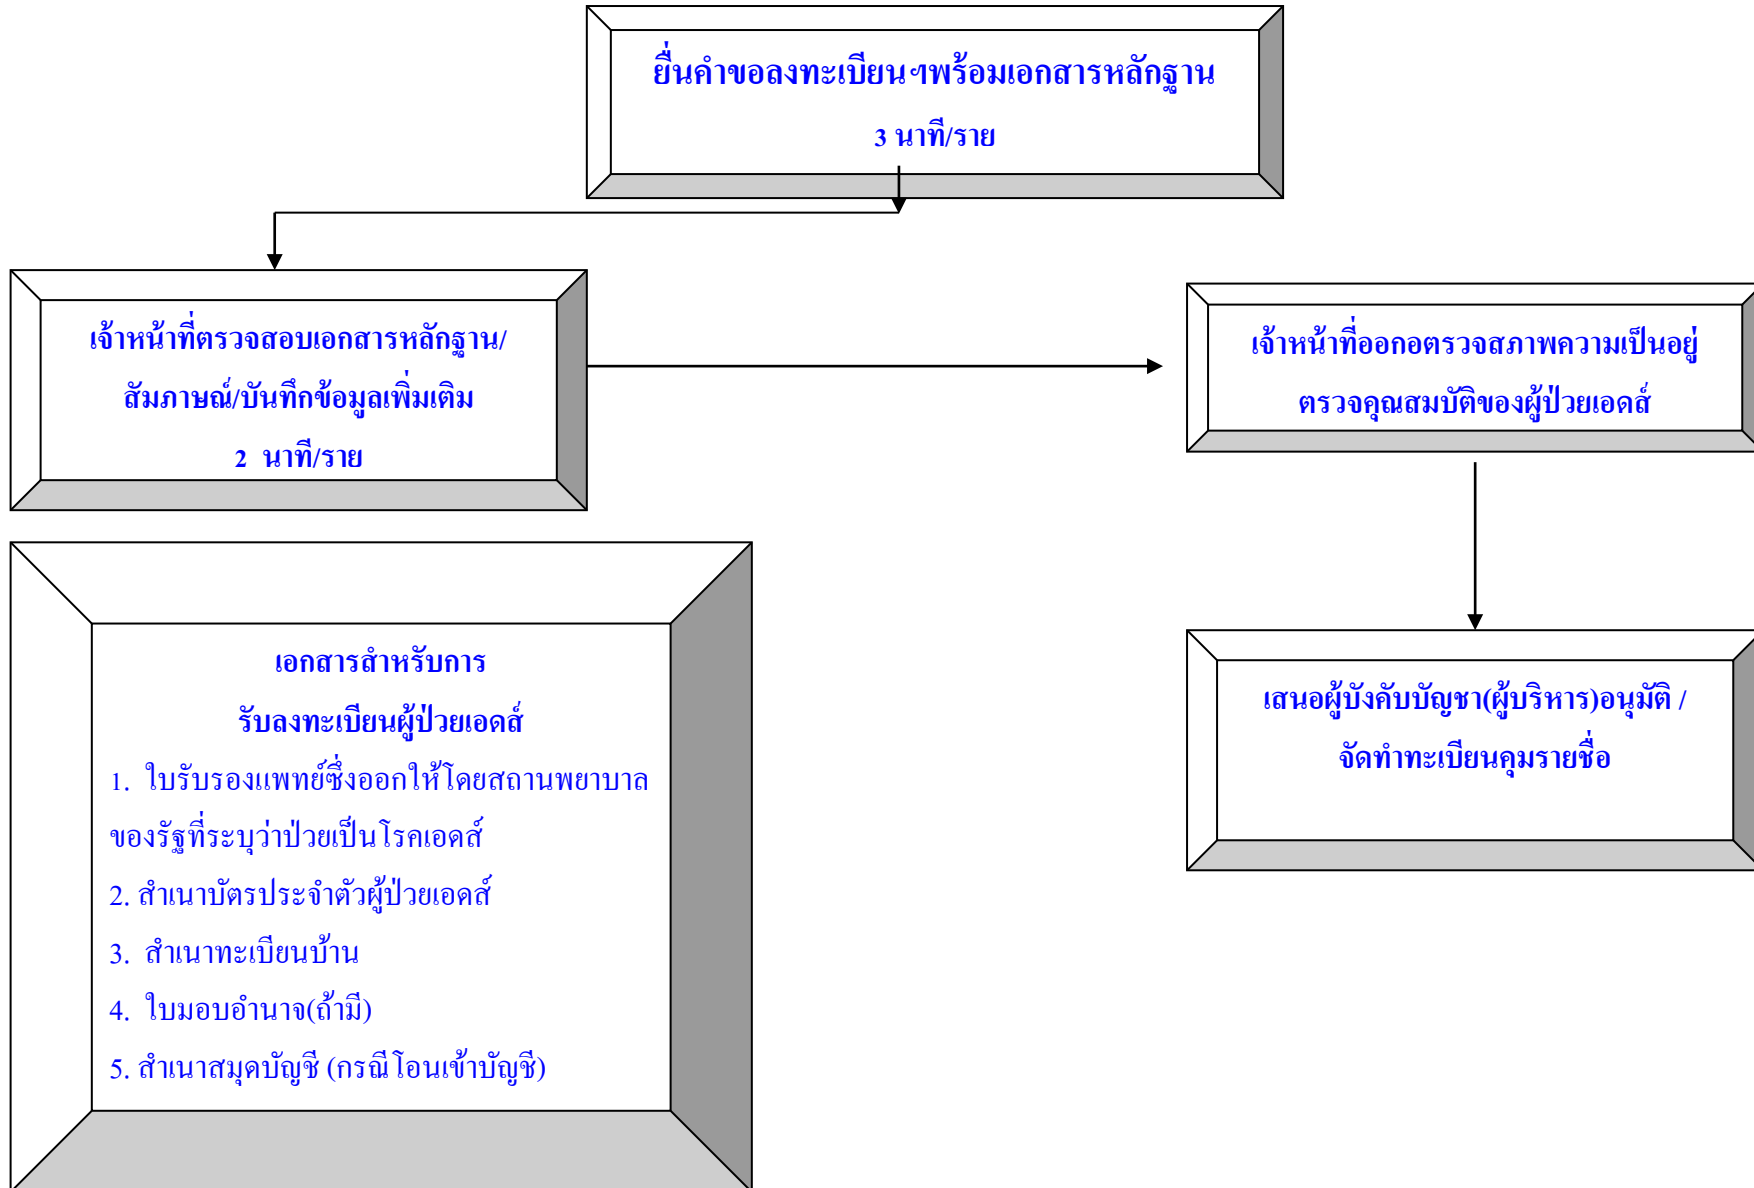 ยื่นคำขอลงทะเบียนฯพร้อมเอกสารหลักฐาน
3 นาที/ราย
เจ้าหน้าที่ตรวจสอบเอกสารหลักฐาน/
สัมภาษณ์/บันทึกข้อมูลเพิ่มเติม
2 นาที/ราย
เจ้าหน้าที่ออกอตรวจสภาพความเป็นอยู่
ตรวจคุณสมบัติของผู้ป่วยเอดส์
เสนอผู้บังคับบัญชา(ผู้บริหาร)อนุมัติ /
จัดทำทะเบียนคุมรายชื่อ
เอกสารสำหรับการ
รับลงทะเบียนผู้ป่วยเอดส์
1. ใบรับรองแพทย์ซึ่งออกให้โดยสถานพยาบาล
ของรัฐที่ระบุว่าป่วยเป็นโรคเอดส์
2. สำเนาบัตรประจำตัวผู้ป่วยเอดส์
3. สำเนาทะเบียนบ้าน
4. ใบมอบอำนาจ(ถ้ามี)
5. สำเนาสมุดบัญชี (กรณีโอนเข้าบัญชี)